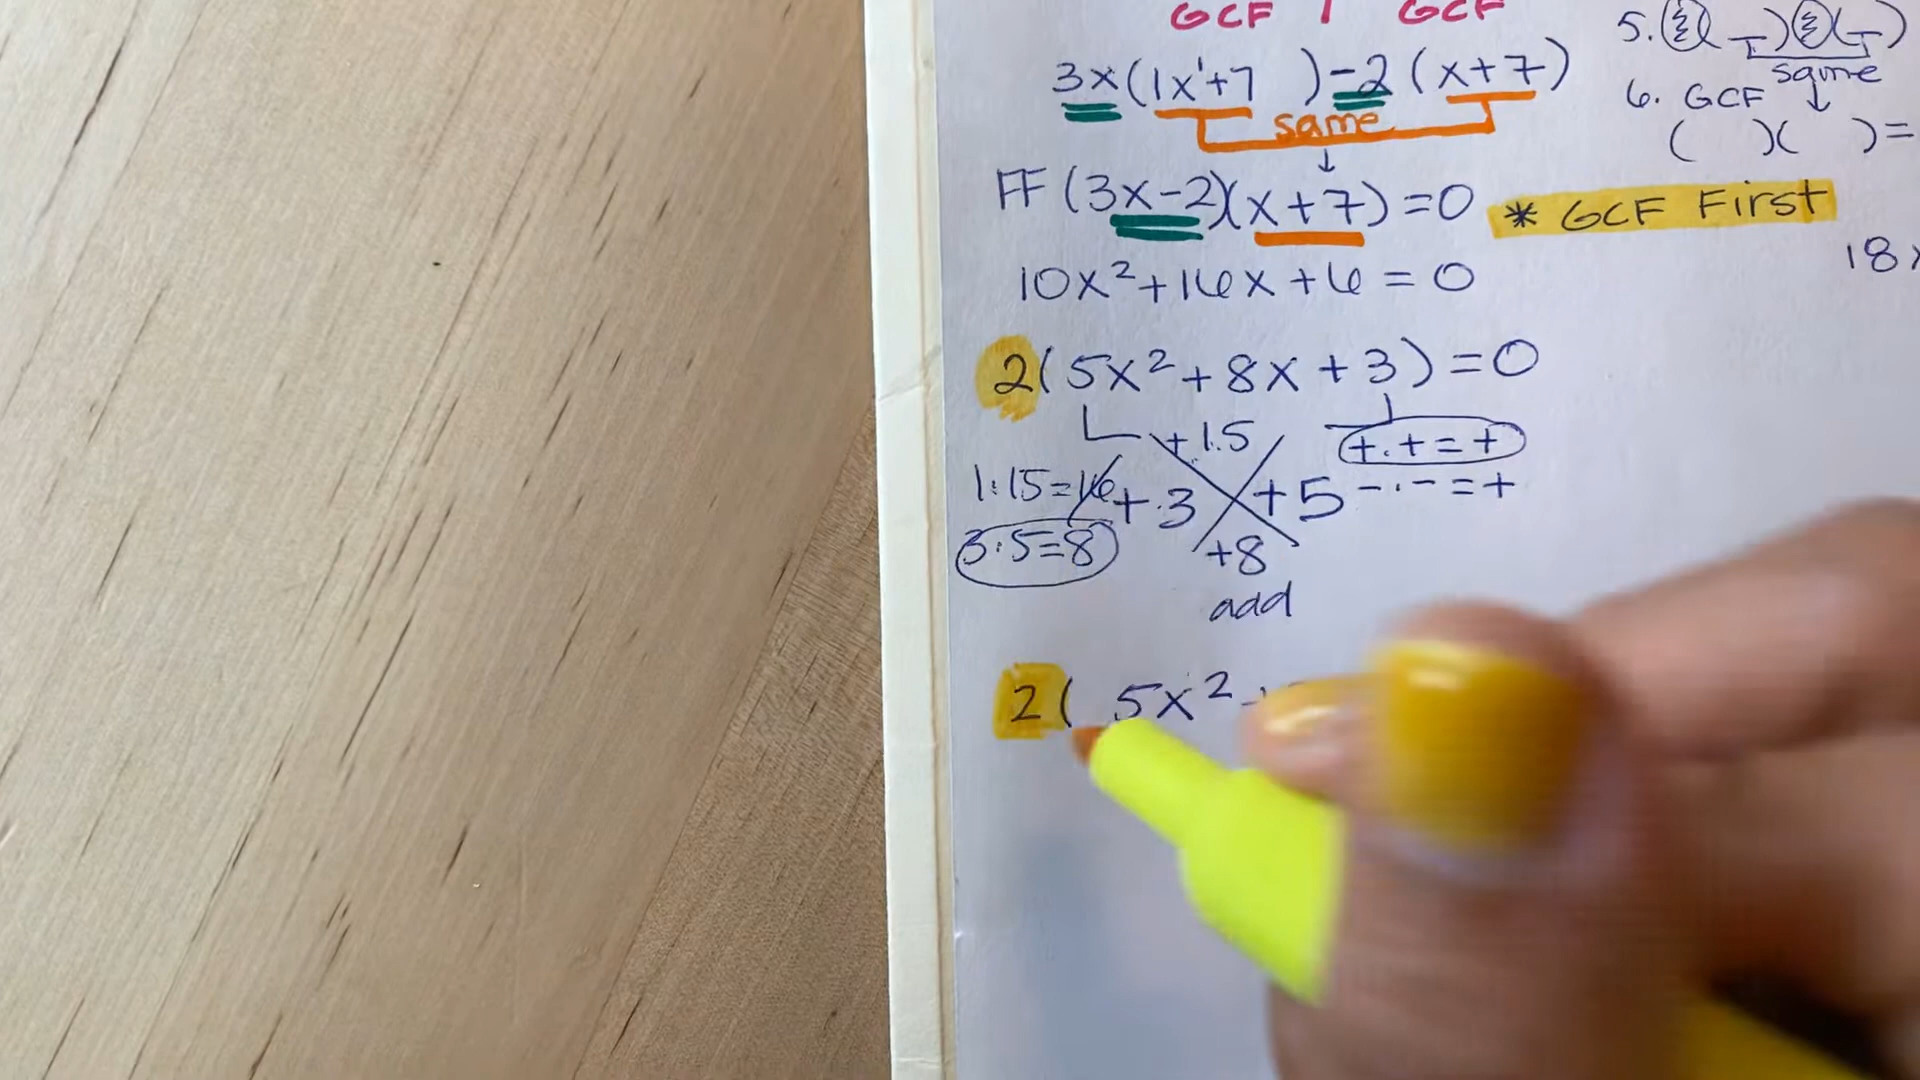 GCF | GCF
3x(1x¹+7 ) -2 (x+7)
same
↓
FF (3x-2)(x+7) = 0
10x² + 16x + 6 = 0
2( 5x² + 8x + 3 ) = 0
+15
+·+=+
1·15=16
+3 +5
-·-=+
3·5=8
+8
add
2( 5x²
5. ( )( )
same
6. GCF ↓
( )( ) =
* GCF First
18